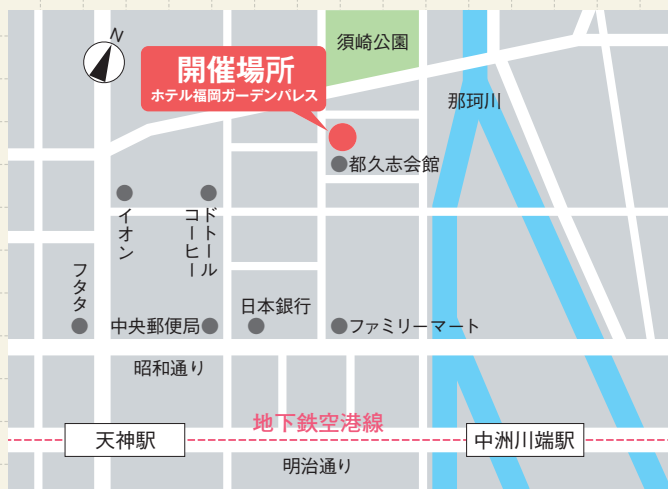 N
須崎公園
開催場所
ホテル福岡ガーデンパレス
那珂川
都久志会館
イオン
ドトール
コーヒー
フタタ
日本銀行
中央郵便局
ファミリーマート
昭和通り
地下鉄空港線
天神駅
中洲川端駅
明治通り